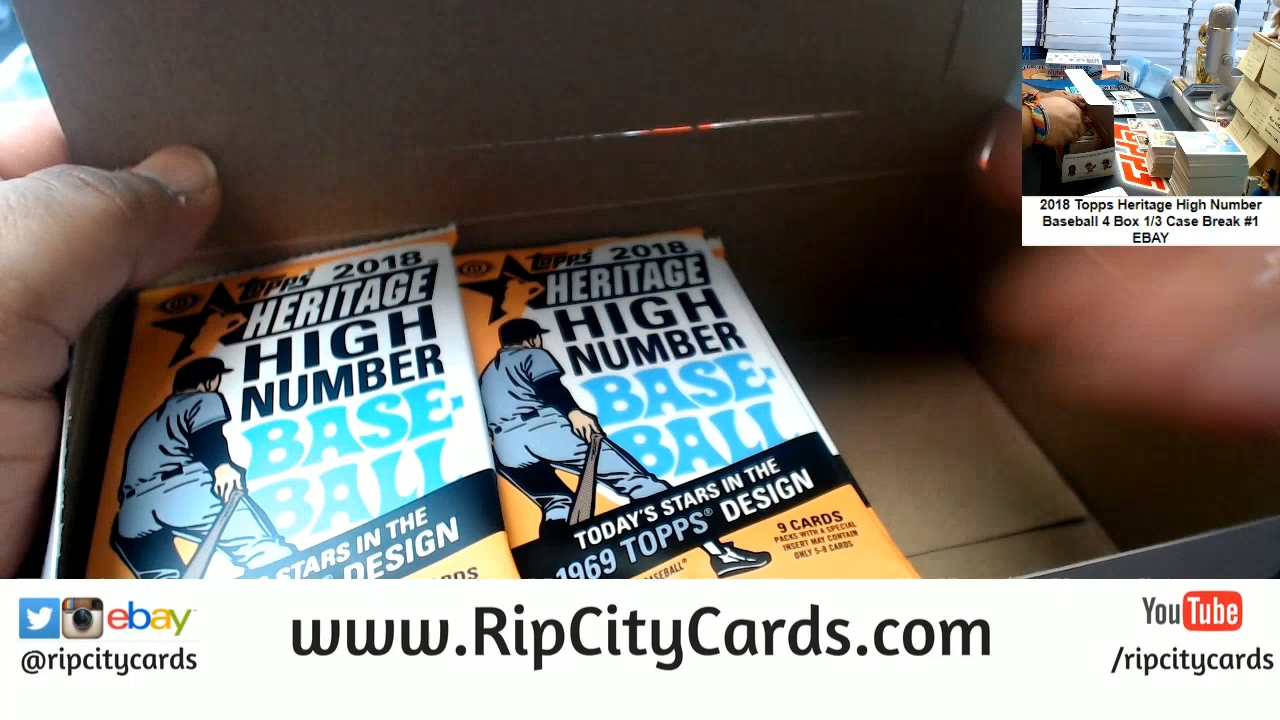 2018 Topps Heritage High Number
Baseball 4 Box 1/3 Case Break #1
EBAY
TOPPS 2018
HERITAGE
HIGH
NUMBER
BASE-
BALL
STARS IN THE
DESIGN
CARDS
TOPPS 2018
HERITAGE
HIGH
NUMBER
BASE-
BALL
TODAY'S STARS IN THE
1969 TOPPS® DESIGN
9 CARDS
PACKS WITH A SPECIAL
INSERT MAY CONTAIN
ONLY 5-8 CARDS
BASEBALL®
TOPPS
ebay
@ripcitycards
www.RipCityCards.com
YouTube
/ripcitycards